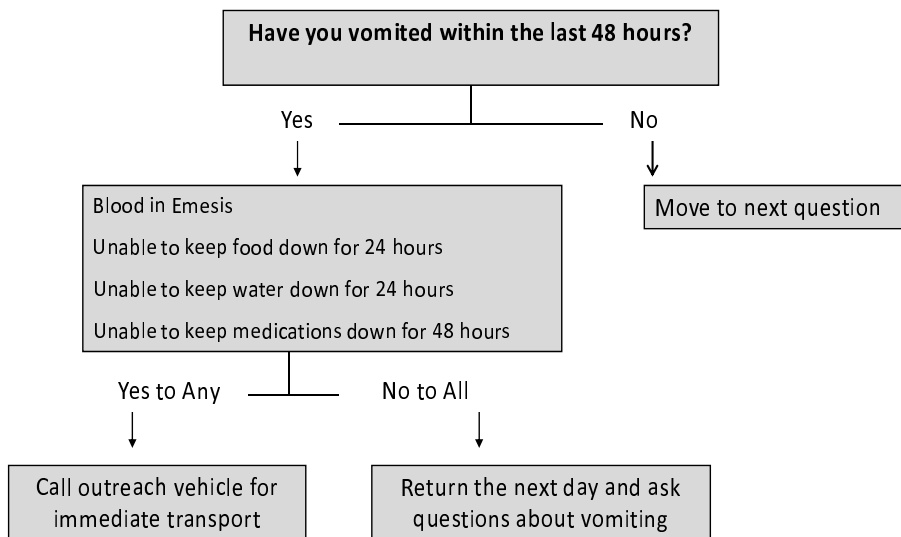 Have you vomited within the last 48 hours?
Yes
No
Blood in Emesis
Unable to keep food down for 24 hours
Unable to keep water down for 24 hours
Unable to keep medications down for 48 hours
Move to next question
Yes to Any
No to All
Call outreach vehicle for
immediate transport
Return the next day and ask
questions about vomiting